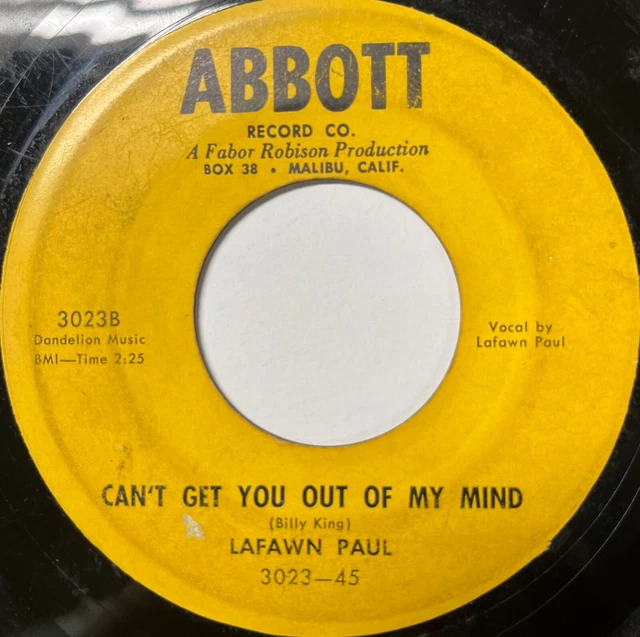 ABBOTT
RECORD CO.
A Fabor Robison Production
BOX 38 • MALIBU, CALIF.
3023B
Dandelion Music
BMI—Time 2:25
Vocal by
Lafawn Paul
CAN'T GET YOU OUT OF MY MIND
(Billy King)
LAFAWN PAUL
3023—45